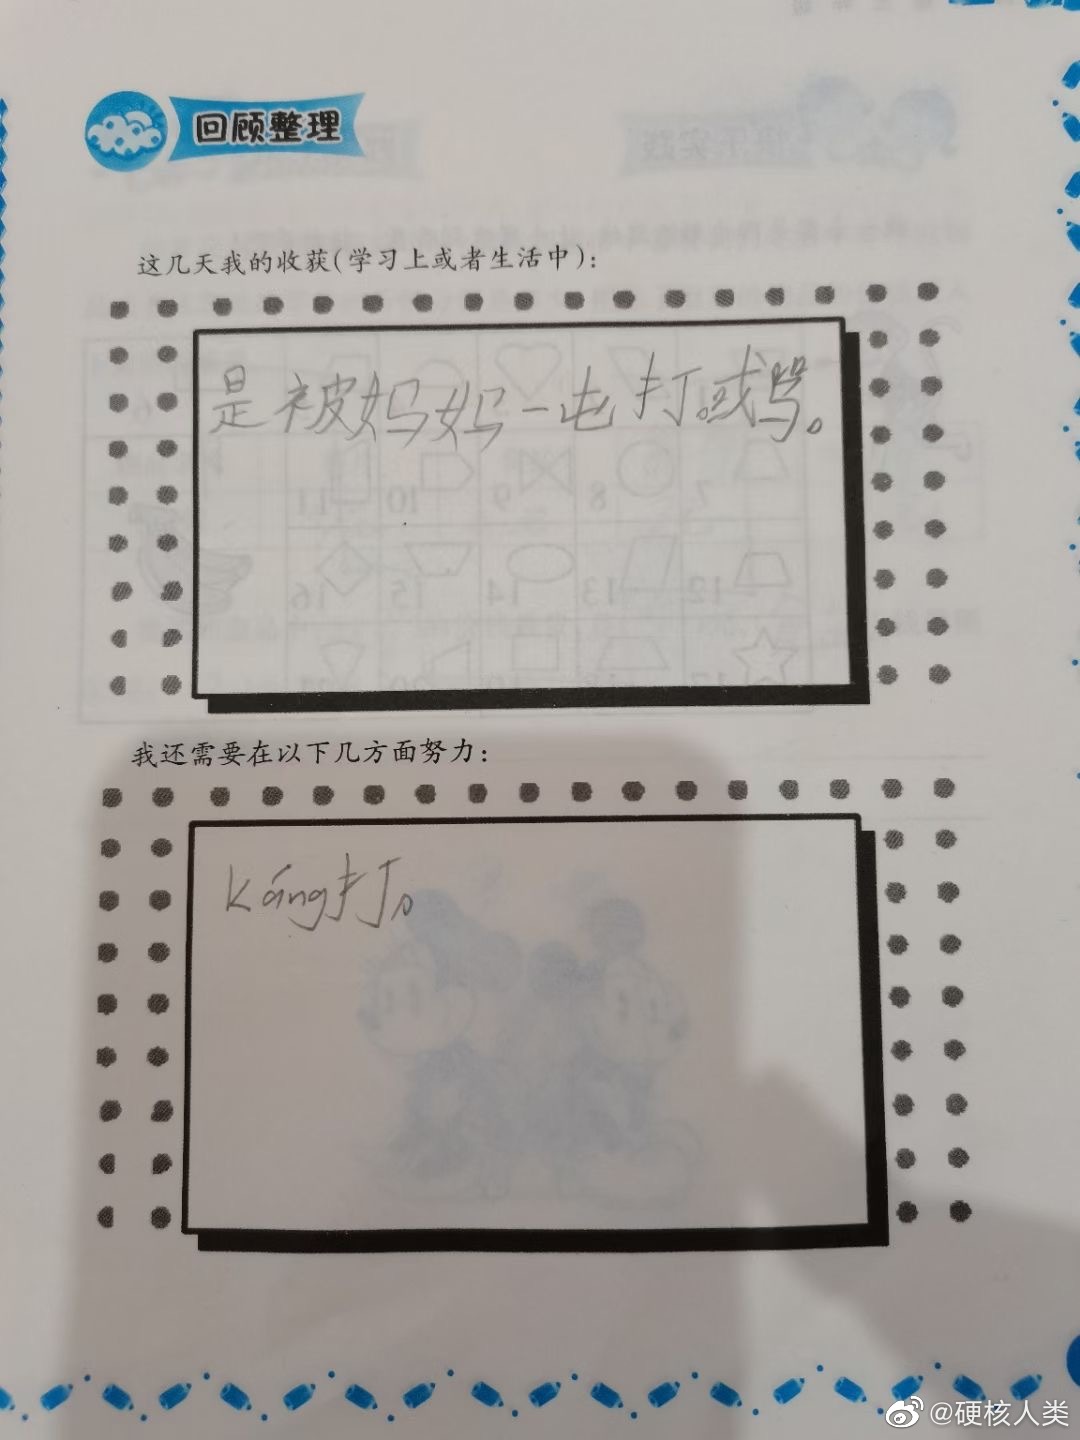 回顾整理
这几天我的收获(学习上或者生活中):
是被妈妈一屯打。或骂。
我还需要在以下几方面努力:
káng打。
@硬核人类